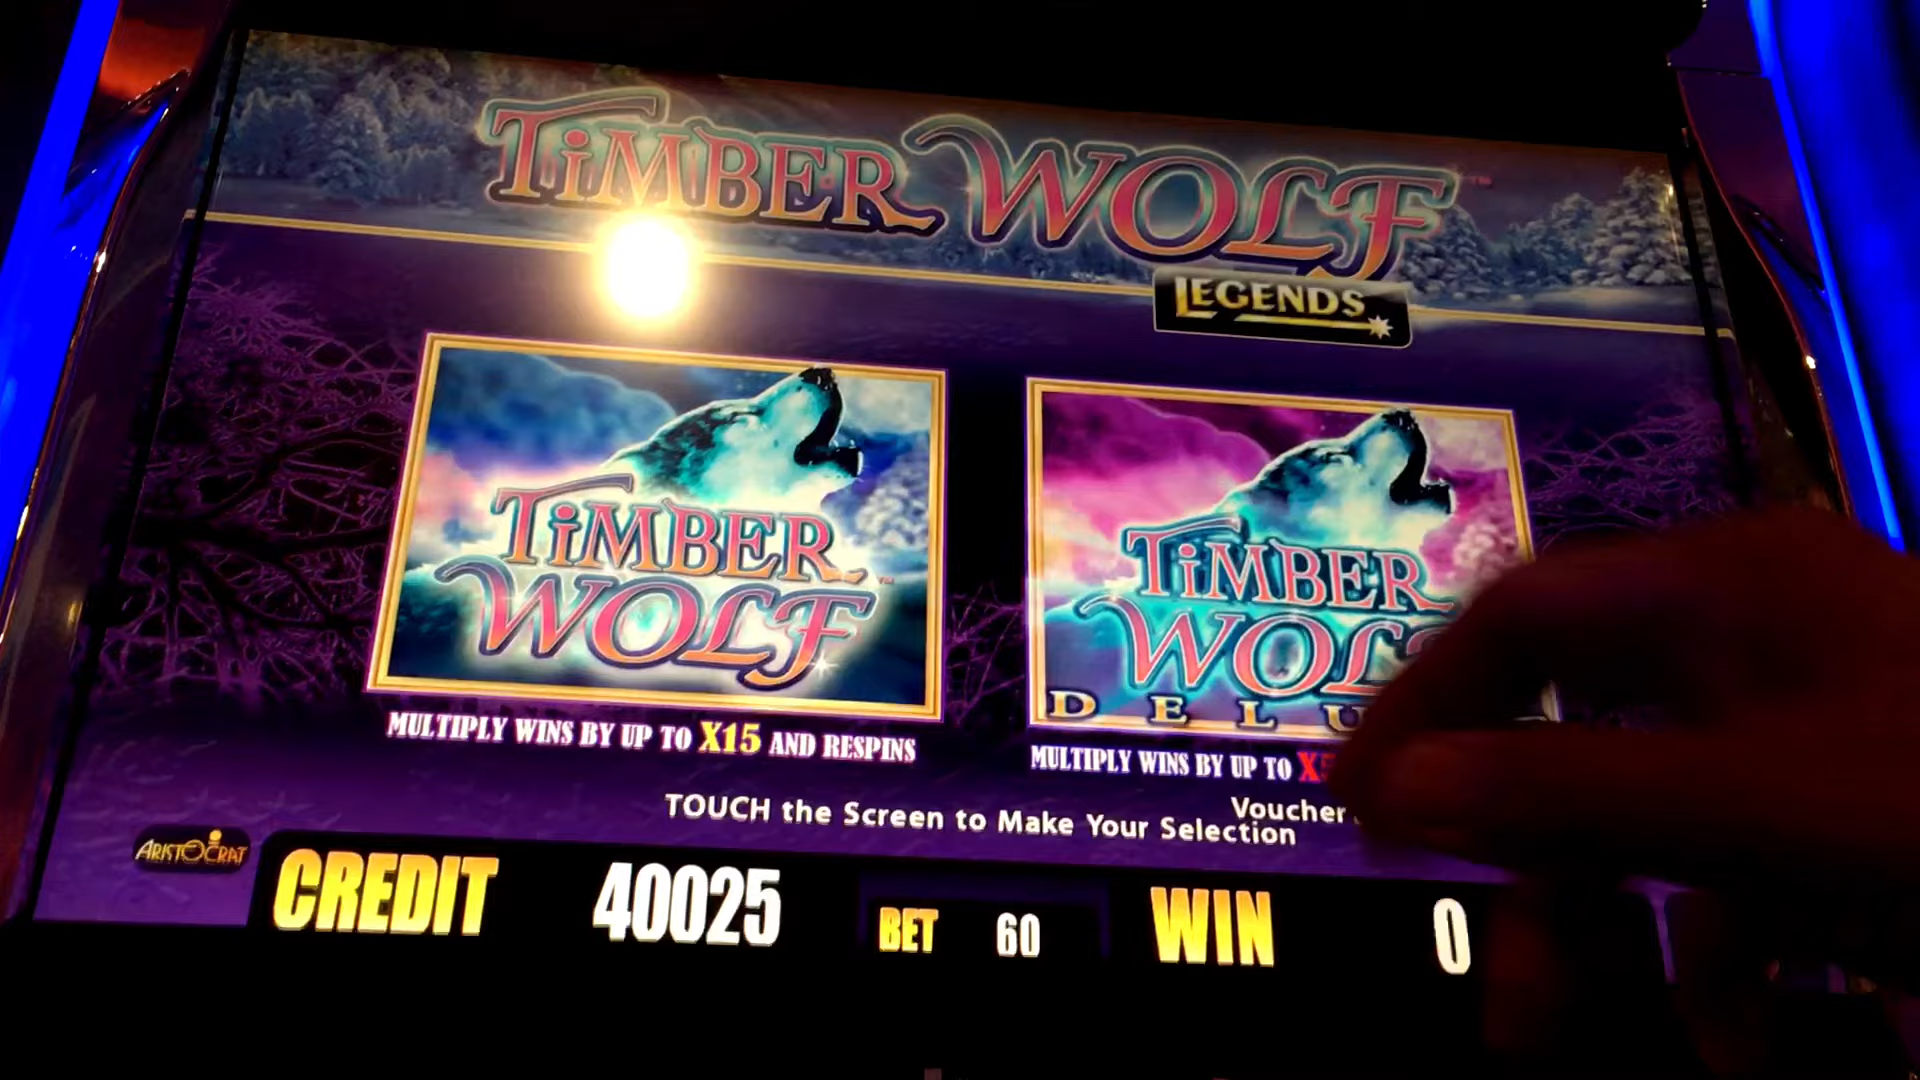 TiMBER WOLF
LEGENDS
TiMBER
WOLF
TiMBER
WOLF
MULTIPLY WINS BY UP TO X15 AND RESPINS
MULTIPLY WINS BY UP TO
Voucher
TOUCH the Screen to Make Your Selection
ARISTOCRAT
CREDIT 40025 BET 60 WIN 0